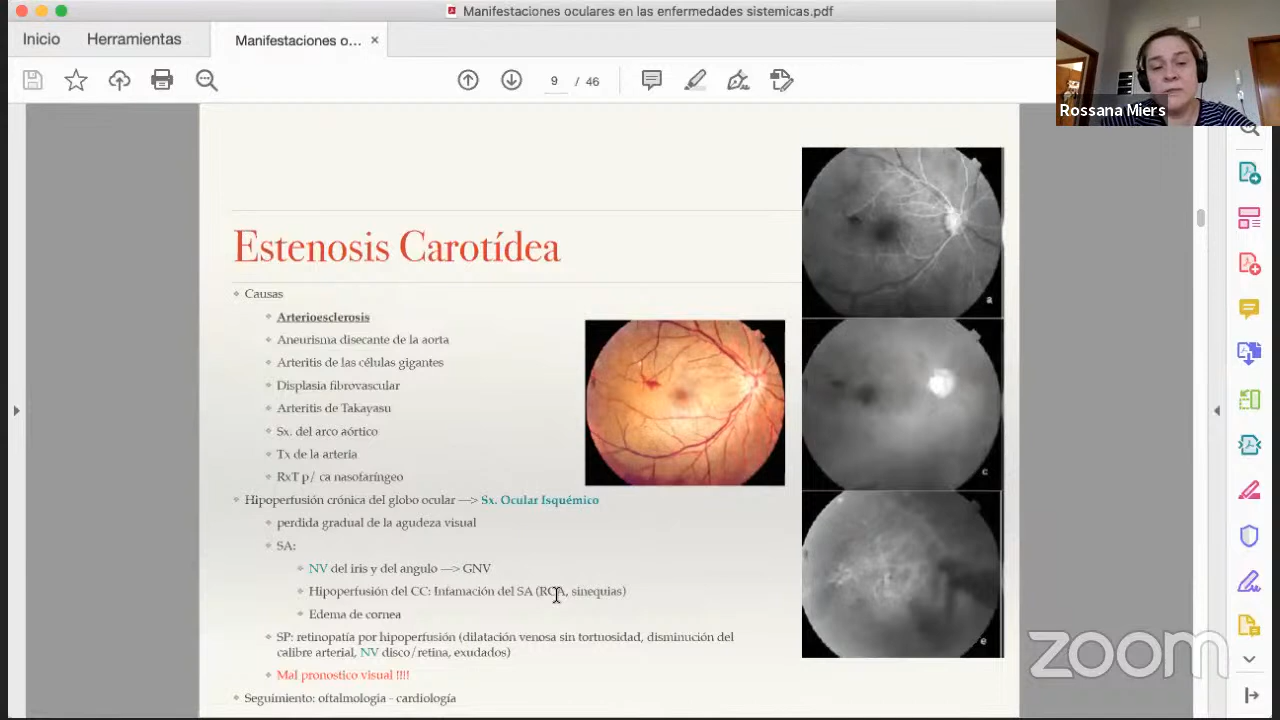 Manifestaciones oculares en las enfermedades sistemicas.pdf
Inicio
Herramientas
Manifestaciones o...
9 / 46
Rossana Miers
Estenosis Carotídea
Causas
Arterioesclerosis
Aneurisma disecante de la aorta
Arteritis de las células gigantes
Displasia fibrovascular
Arteritis de Takayasu
Sx. del arco aórtico
Tx de la arteria
RxT p/ ca nasofaríngeo
Hipoperfusión crónica del globo ocular —> Sx. Ocular Isquémico
perdida gradual de la agudeza visual
SA:
NV del iris y del angulo —> GNV
Hipoperfusión del CC: Infamación del SA (RCA, sinequias)
Edema de cornea
SP: retinopatía por hipoperfusión (dilatación venosa sin tortuosidad, disminución del
calibre arterial, NV disco/retina, exudados)
Mal pronostico visual !!!!
Seguimiento: oftalmologia - cardiología
a
c
e
zoom